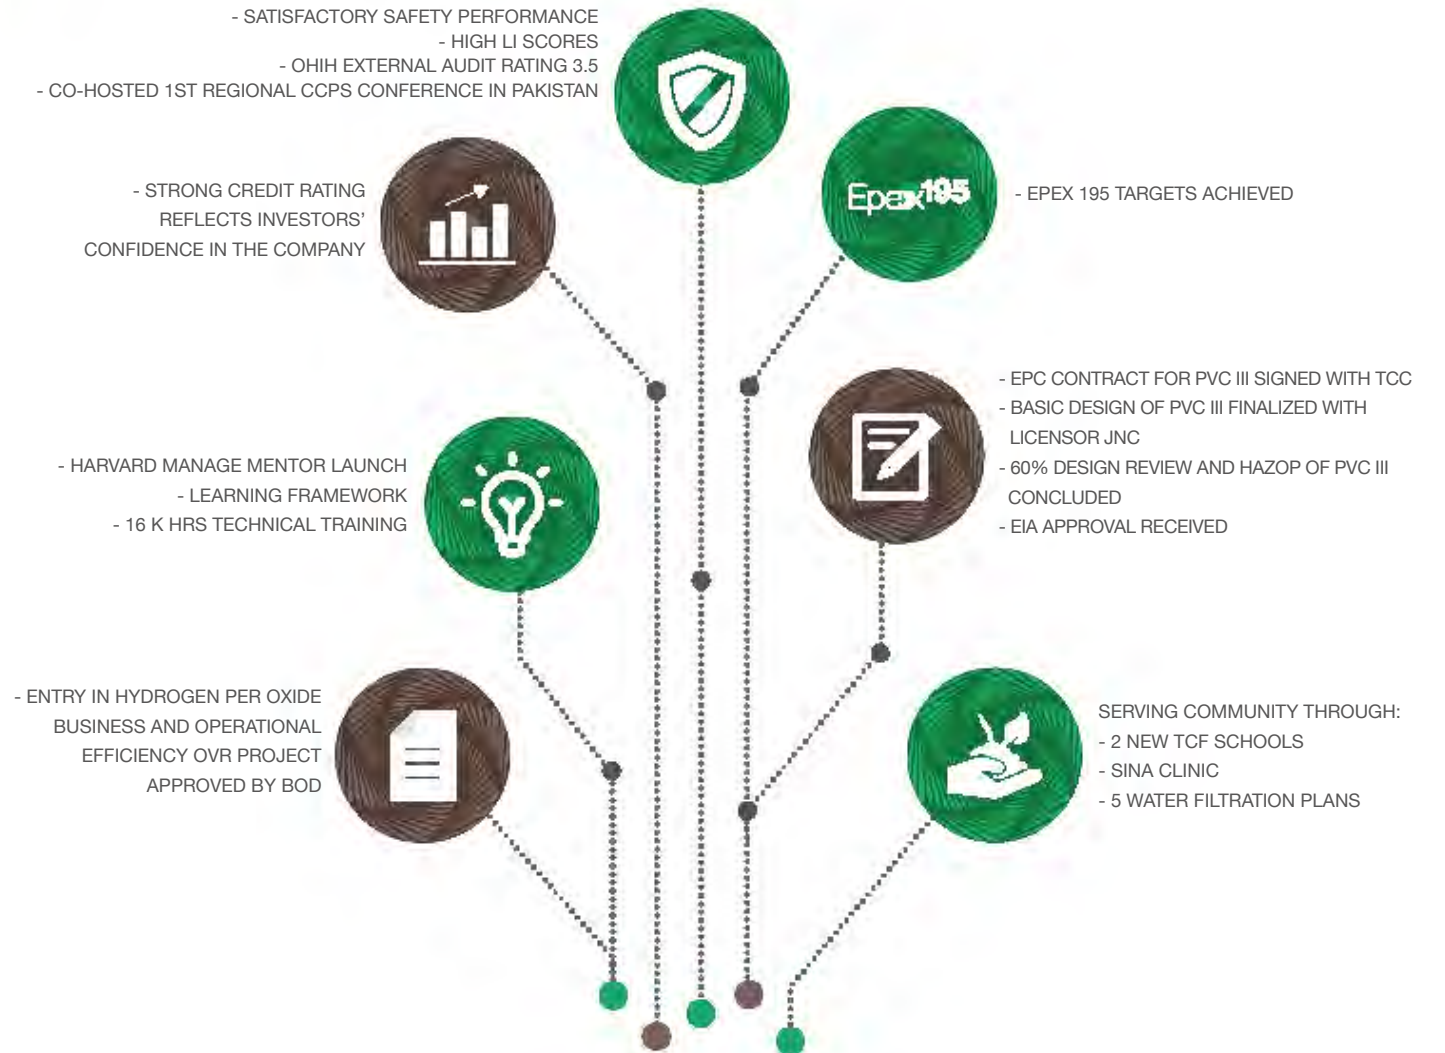 - SATISFACTORY SAFETY PERFORMANCE
- HIGH LI SCORES
- OHIH EXTERNAL AUDIT RATING 3.5
- CO-HOSTED 1ST REGIONAL CCPS CONFERENCE IN PAKISTAN
- STRONG CREDIT RATING
REFLECTS INVESTORS'
CONFIDENCE IN THE COMPANY
Epex195
- EPEX 195 TARGETS ACHIEVED
- HARVARD MANAGE MENTOR LAUNCH
- LEARNING FRAMEWORK
- 16 K HRS TECHNICAL TRAINING
- EPC CONTRACT FOR PVC III SIGNED WITH TCC
- BASIC DESIGN OF PVC III FINALIZED WITH
LICENSOR JNC
- 60% DESIGN REVIEW AND HAZOP OF PVC III
CONCLUDED
- EIA APPROVAL RECEIVED
- ENTRY IN HYDROGEN PER OXIDE
BUSINESS AND OPERATIONAL
EFFICIENCY OVR PROJECT
APPROVED BY BOD
SERVING COMMUNITY THROUGH:
- 2 NEW TCF SCHOOLS
- SINA CLINIC
- 5 WATER FILTRATION PLANS